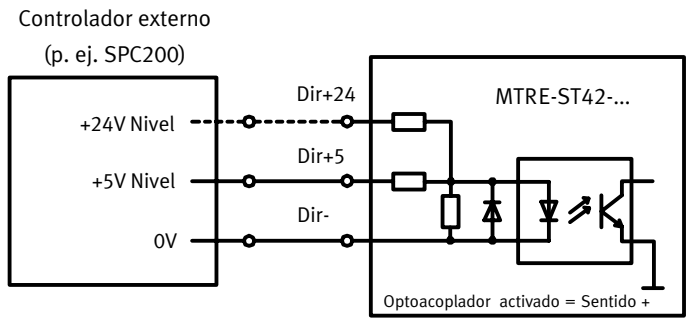 Controlador externo
(p. ej. SPC200)
Dir+24
MTRE-ST42-...
+24V Nivel
Dir+5
+5V Nivel
Dir-
0V
Optoacoplador activado = Sentido +